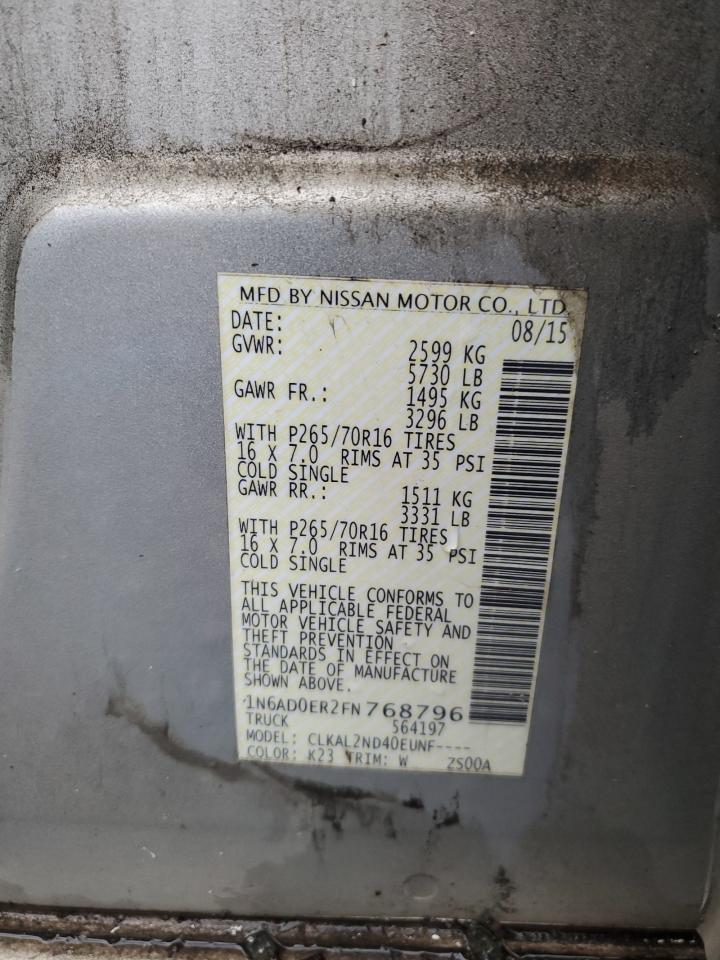 MFD BY NISSAN MOTOR CO., LTD
DATE: 08/15
GVWR: 2599 KG
5730 LB
GAWR FR.: 1495 KG
3296 LB
WITH P265/70R16 TIRES
16 X 7.0 RIMS AT 35 PSI
COLD SINGLE
GAWR RR.: 1511 KG
3331 LB
WITH P265/70R16 TIRES
16 X 7.0 RIMS AT 35 PSI
COLD SINGLE
THIS VEHICLE CONFORMS TO
ALL APPLICABLE FEDERAL
MOTOR VEHICLE SAFETY AND
THEFT PREVENTION
STANDARDS IN EFFECT ON
THE DATE OF MANUFACTURE
SHOWN ABOVE.
1N6AD0ER2FN768796
TRUCK 564197
MODEL: CLKAL2ND40EUNF----
COLOR: K23 TRIM: W ZS00A